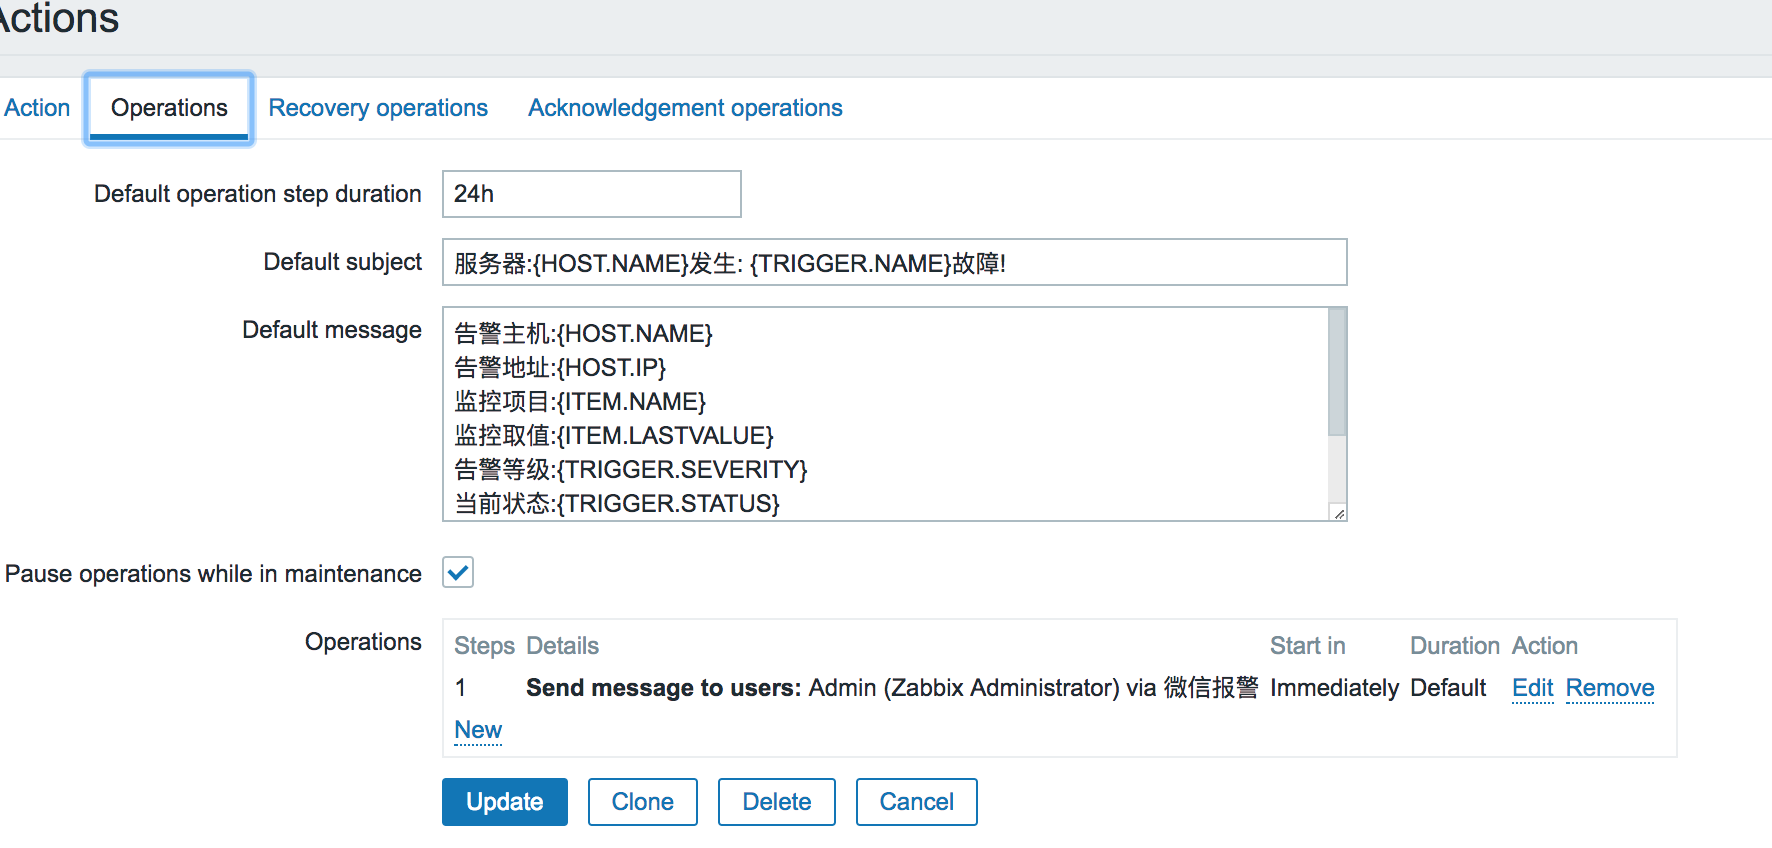 Actions
Action Operations Recovery operations Acknowledgement operations
Default operation step duration 24h
Default subject 服务器:{HOST.NAME}发生: {TRIGGER.NAME}故障!
Default message 告警主机:{HOST.NAME}
告警地址:{HOST.IP}
监控项目:{ITEM.NAME}
监控取值:{ITEM.LASTVALUE}
告警等级:{TRIGGER.SEVERITY}
当前状态:{TRIGGER.STATUS}
Pause operations while in maintenance
Operations Steps Details Start in Duration Action
1 Send message to users: Admin (Zabbix Administrator) via 微信报警 Immediately Default Edit Remove
New
Update Clone Delete Cancel